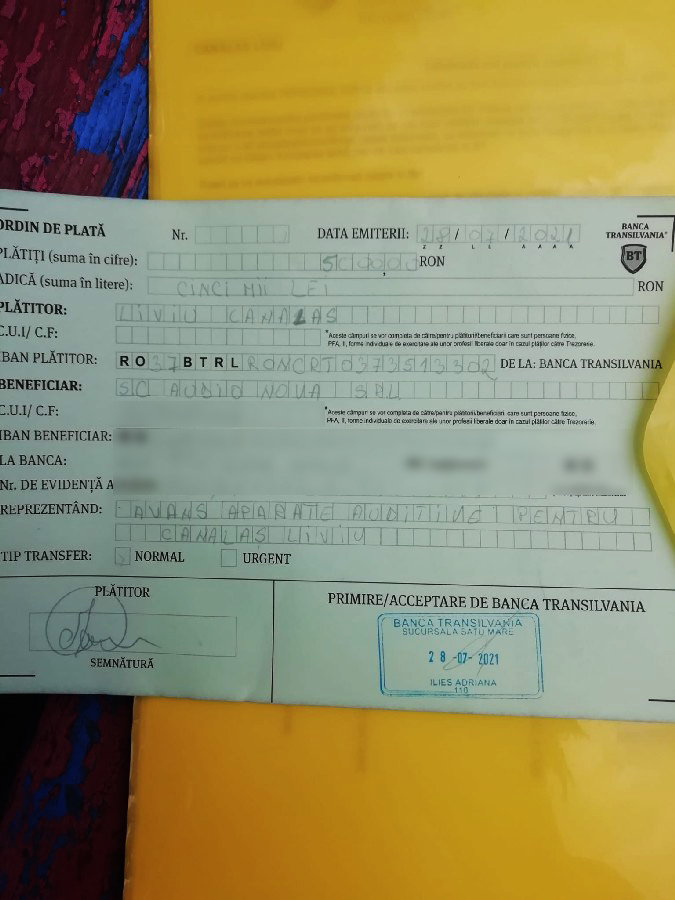 ORDIN DE PLATĂ Nr. DATA EMITERII: 28/07/2021 BANCA TRANSILVANIA®
PLĂTIȚI (suma în cifre): RON BT
ADICĂ (suma în litere): CINCI MII LEI RON
PLĂTITOR: LIVIU CANALAS
C.U.I/ C.F: *Aceste câmpuri se vor completa de către/pentru plătitorii/beneficiarii care sunt persoane fizice,
PFA, II, forme individuale de exercitare ale unor profesii liberale doar în cazul plăților către Trezorerie.
IBAN PLĂTITOR: RO37BTRLRONCRT0373513302 DE LA: BANCA TRANSILVANIA
BENEFICIAR: SC AUDIO NOVA SRL
C.U.I/ C.F: *Aceste câmpuri se vor completa de către/pentru plătitorii/beneficiarii care sunt persoane fizice,
PFA, II, forme individuale de exercitare ale unor profesii liberale doar în cazul plăților către Trezorerie.
IBAN BENEFICIAR:
LA BANCA:
Nr. DE EVIDENȚĂ A
REPREZENTÂND: AVANS APARATE AUDITIVE PENTRU
CANALAS LIVIU
TIP TRANSFER: NORMAL URGENT
PLĂTITOR
SEMNĂTURĂ
PRIMIRE/ACCEPTARE DE BANCA TRANSILVANIA
BANCA TRANSILVANIA
SUCURSALA SATU MARE
28-07-2021
ILIES ADRIANA
110